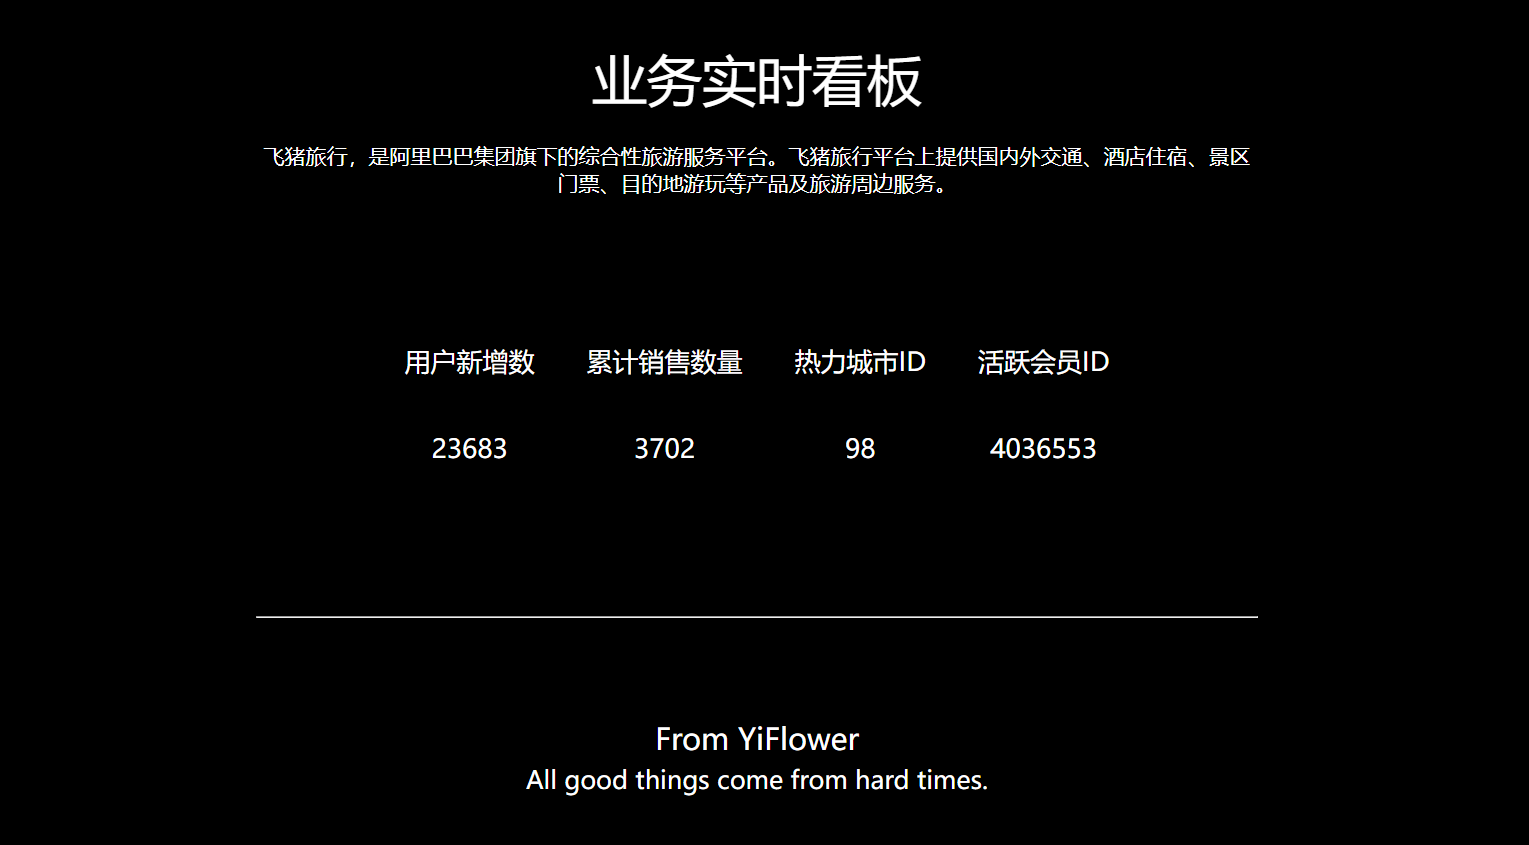 业务实时看板
飞猪旅行，是阿里巴巴集团旗下的综合性旅游服务平台。飞猪旅行平台上提供国内外交通、酒店住宿、景区
门票、目的地游玩等产品及旅游周边服务。
用户新增数 累计销售数量 热力城市ID 活跃会员ID
23683 3702 98 4036553
From YiFlower
All good things come from hard times.